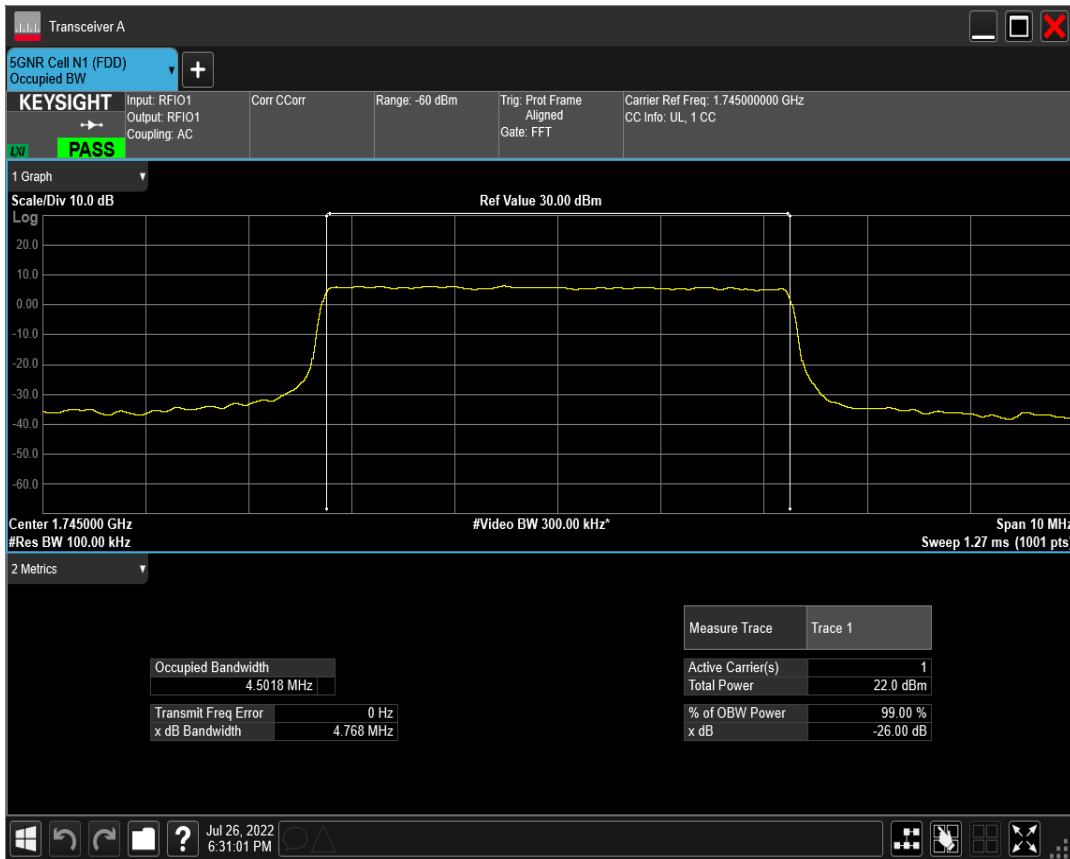 Transceiver A
5GNR Cell N1 (FDD)
Occupied BW
+
KEYSIGHT
LXI
PASS
Input: RFIO1
Output: RFIO1
Coupling: AC
Corr CCorr
Range: -60 dBm
Trig: Prot Frame
Aligned
Gate: FFT
Carrier Ref Freq: 1.745000000 GHz
CC Info: UL, 1 CC
1 Graph
Scale/Div 10.0 dB
Ref Value 30.00 dBm
Log
20.0
10.0
0.00
-10.0
-20.0
-30.0
-40.0
-50.0
-60.0
Center 1.745000 GHz
#Video BW 300.00 kHz*
Span 10 MHz
#Res BW 100.00 kHz
Sweep 1.27 ms (1001 pts)
2 Metrics
Measure Trace Trace 1
Occupied Bandwidth
4.5018 MHz
Active Carrier(s) 1
Total Power 22.0 dBm
Transmit Freq Error 0 Hz
x dB Bandwidth 4.768 MHz
% of OBW Power 99.00 %
x dB -26.00 dB
?
Jul 26, 2022
6:31:01 PM